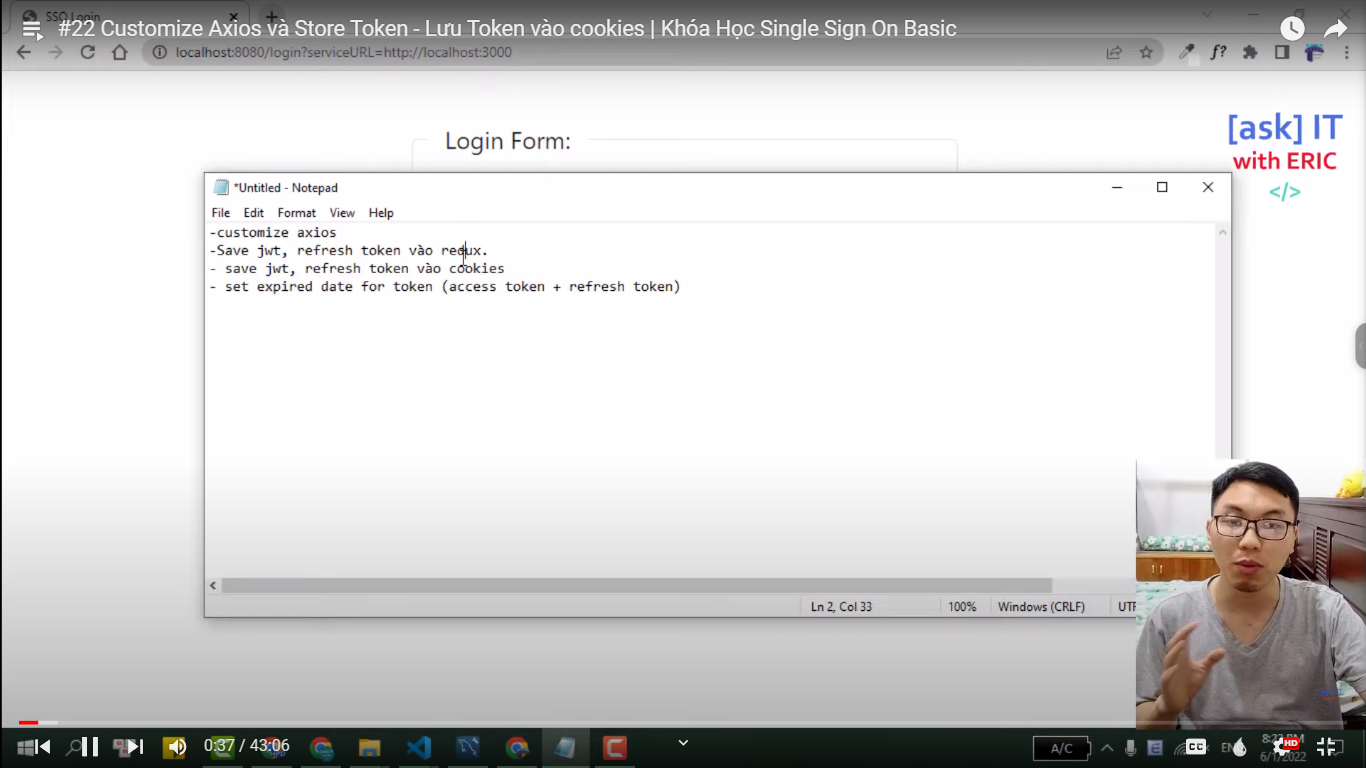 SSO Login
#22 Customize Axios và Store Token - Lưu Token vào cookies | Khóa Học Single Sign On Basic
localhost:8080/login?serviceURL=http://localhost:3000
f?
Login Form:
[ask] IT
with ERIC
</>
*Untitled - Notepad
File Edit Format View Help
-customize axios
-Save jwt, refresh token vào redux.
- save jwt, refresh token vào cookies
- set expired date for token (access token + refresh token)
Ln 2, Col 33
100%
Windows (CRLF)
UTF
0:37 / 43:06
A/C
CC
HD
6/1/2022